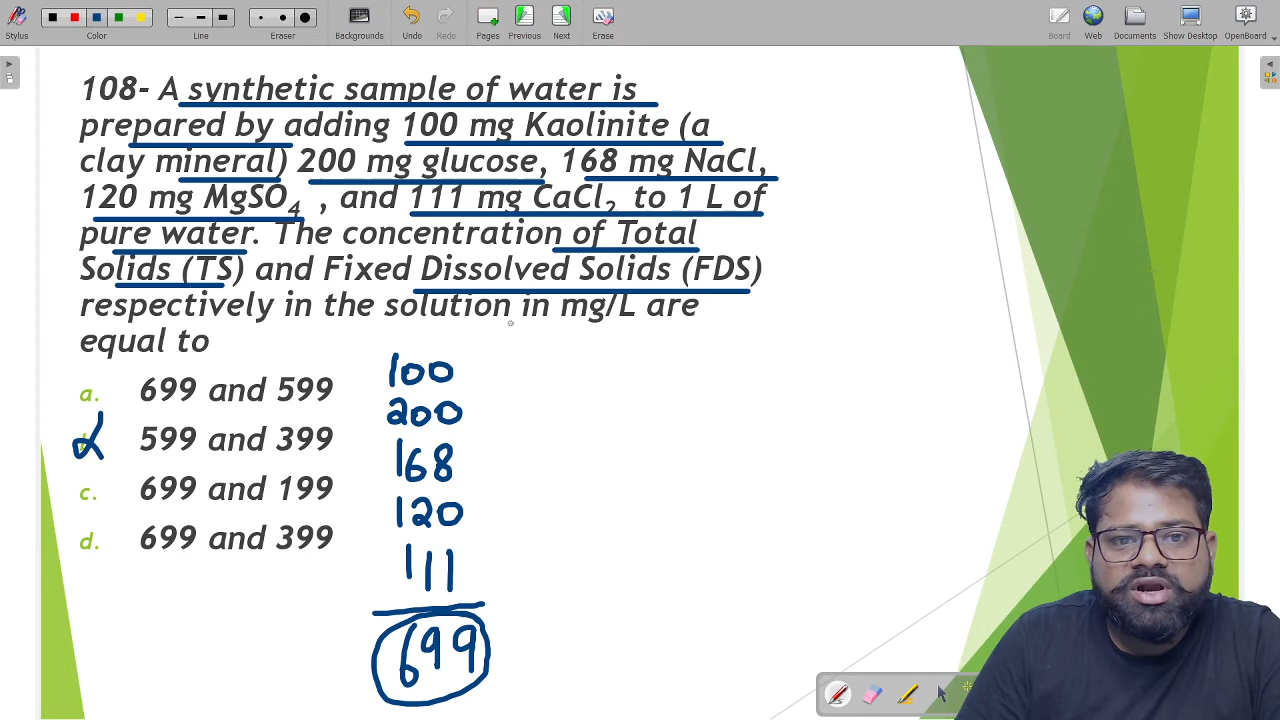 Stylus Color Line Eraser Backgrounds Undo Redo Pages Previous Next Erase Board Web Documents Show Desktop OpenBoard
108- A synthetic sample of water is
prepared by adding 100 mg Kaolinite (a
clay mineral) 200 mg glucose, 168 mg NaCl,
120 mg MgSO₄ , and 111 mg CaCl₂ to 1 L of
pure water. The concentration of Total
Solids (TS) and Fixed Dissolved Solids (FDS)
respectively in the solution in mg/L are
equal to
a. 699 and 599
599 and 399
c. 699 and 199
d. 699 and 399
100
200
168
120
111
699